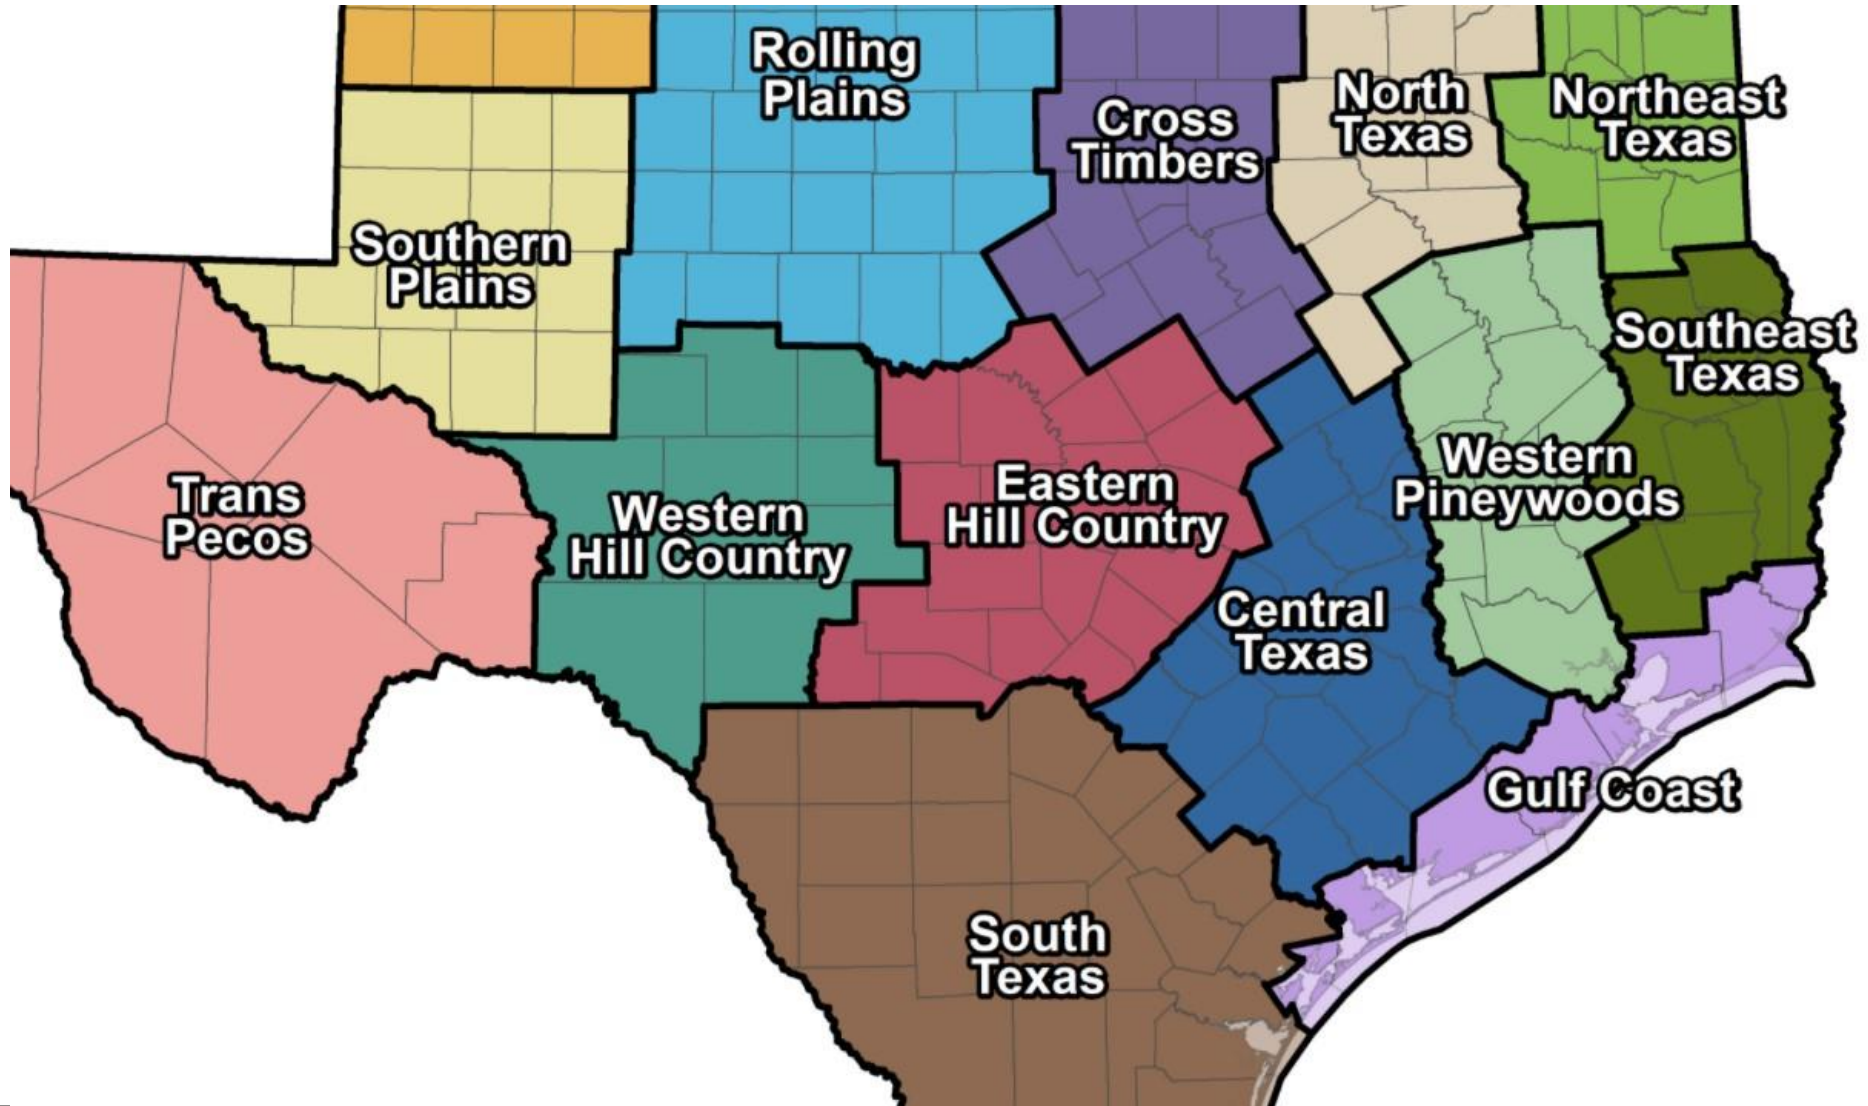 Rolling
Plains
Cross
Timbers
North
Texas
Northeast
Texas
Southern
Plains
Southeast
Texas
Trans
Pecos
Western
Hill Country
Eastern
Hill Country
Western
Pineywoods
Central
Texas
Gulf Coast
South
Texas